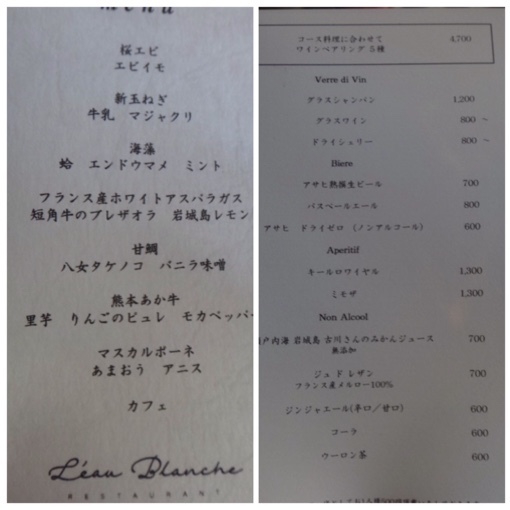 menu
桜エビ
エビイモ
新玉ねぎ
牛乳 マジャクリ
海藻
蛤 エンドウマメ ミント
フランス産ホワイトアスパラガス
短角牛のブレザオラ 岩城島レモン
甘鯛
八女タケノコ バニラ味噌
熊本あか牛
里芋 りんごのピュレ モカペッパー
マスカルポーネ
あまおう アニス
カフェ
Léau Blanche
RESTAURANT
コース料理に合わせて 4,700
ワインペアリング 5種
Verre di Vin
グラスシャンパン 1,200
グラスワイン 800 ~
ドライシェリー 800 ~
Biere
アサヒ熟撰生ビール 700
バスペールエール 800
アサヒ ドライゼロ (ノンアルコール) 600
Aperitif
キールロワイヤル 1,300
ミモザ 1,300
Non Alcool
戸内海 岩城島 古川さんのみかんジュース 700
無添加
ジュ ド レザン 700
フランス産メルロー100%
ジンジャエール(辛口/甘口) 600
コーラ 600
ウーロン茶 600